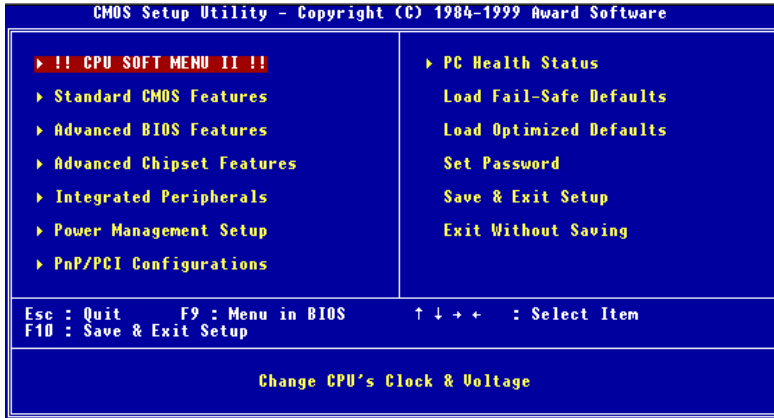 CMOS Setup Utility – Copyright (C) 1984-1999 Award Software
▸ !! CPU SOFT MENU II !!
▸ Standard CMOS Features
▸ Advanced BIOS Features
▸ Advanced Chipset Features
▸ Integrated Peripherals
▸ Power Management Setup
▸ PnP/PCI Configurations
▸ PC Health Status
Load Fail-Safe Defaults
Load Optimized Defaults
Set Password
Save & Exit Setup
Exit Without Saving
Esc : Quit F9 : Menu in BIOS ↑ ↓ → ← : Select Item
F10 : Save & Exit Setup
Change CPU's Clock & Voltage